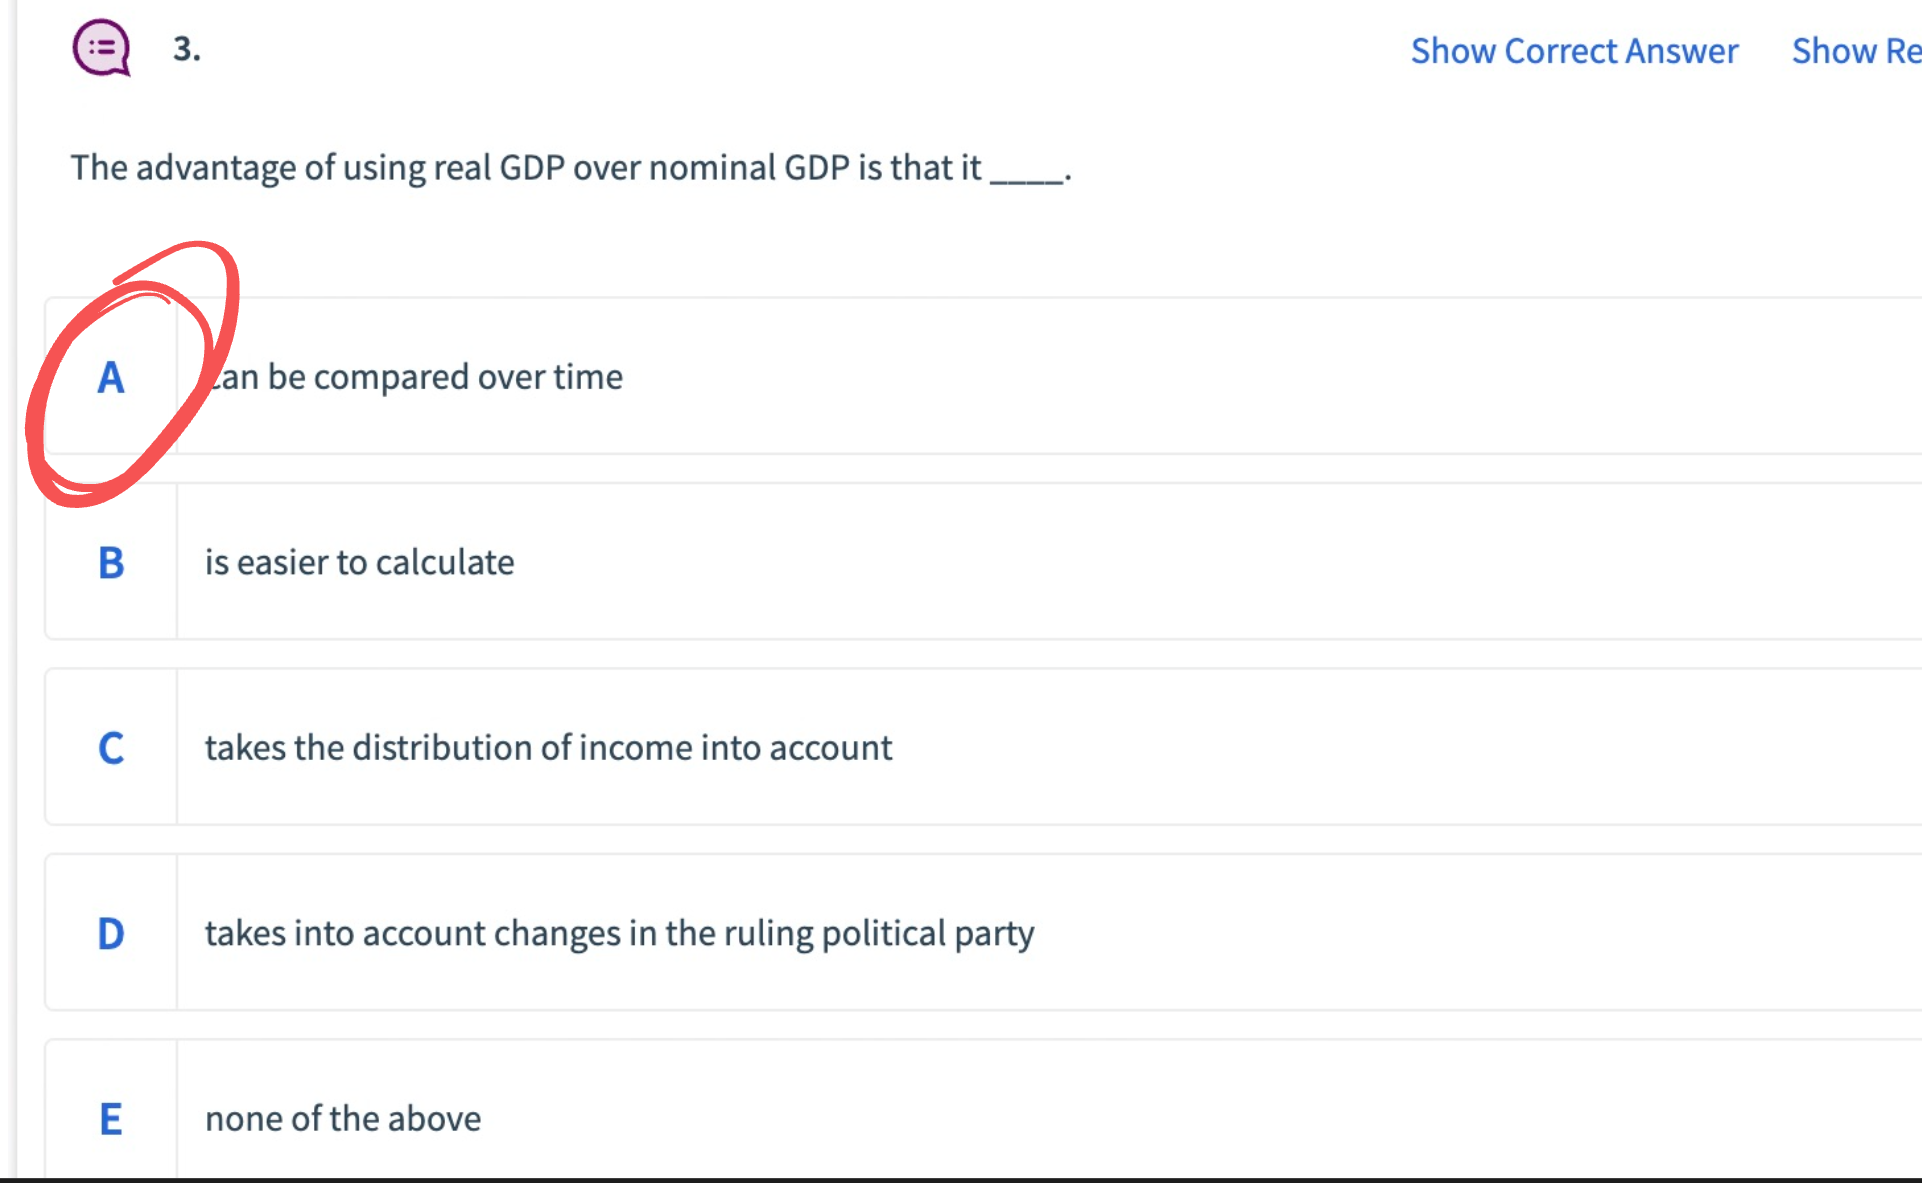 3.
Show Correct Answer
Show Re
The advantage of using real GDP over nominal GDP is that it ____.
A can be compared over time
B is easier to calculate
C takes the distribution of income into account
D takes into account changes in the ruling political party
E none of the above